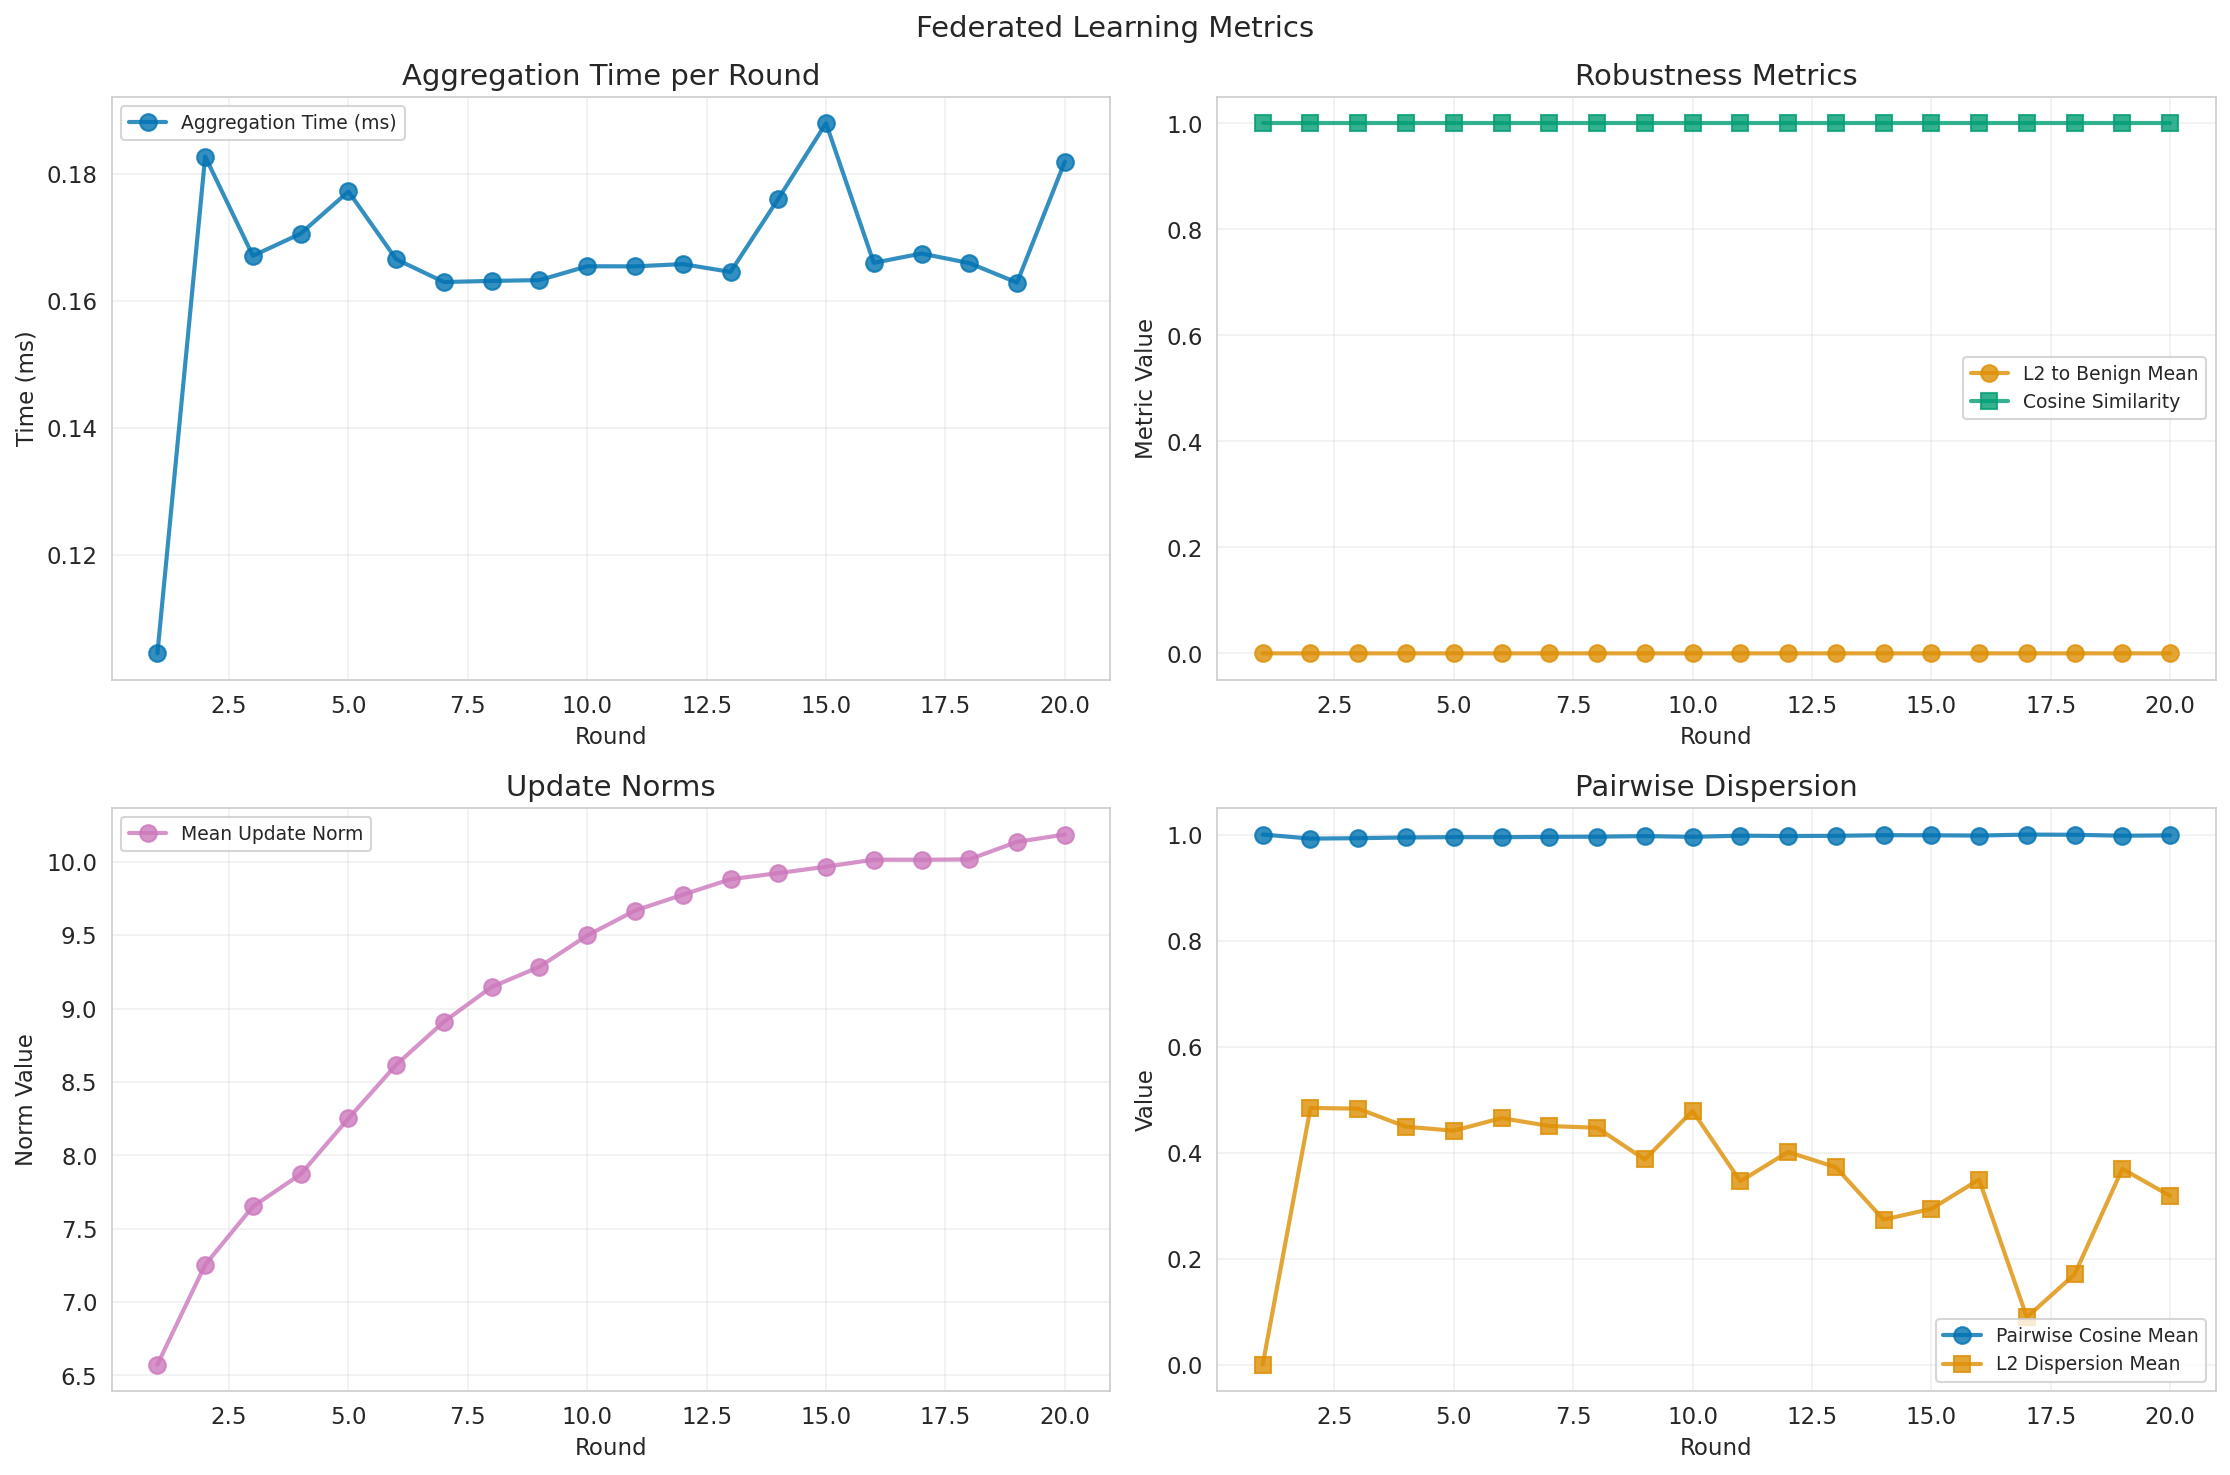 Federated Learning Metrics
Aggregation Time per Round
Aggregation Time (ms)
Time (ms)
0.18
0.16
0.14
0.12
2.5 5.0 7.5 10.0 12.5 15.0 17.5 20.0
Round
Robustness Metrics
Metric Value
1.0
0.8
0.6
0.4
0.2
0.0
L2 to Benign Mean
Cosine Similarity
2.5 5.0 7.5 10.0 12.5 15.0 17.5 20.0
Round
Update Norms
Mean Update Norm
Norm Value
10.0
9.5
9.0
8.5
8.0
7.5
7.0
6.5
2.5 5.0 7.5 10.0 12.5 15.0 17.5 20.0
Round
Pairwise Dispersion
Value
1.0
0.8
0.6
0.4
0.2
0.0
Pairwise Cosine Mean
L2 Dispersion Mean
2.5 5.0 7.5 10.0 12.5 15.0 17.5 20.0
Round